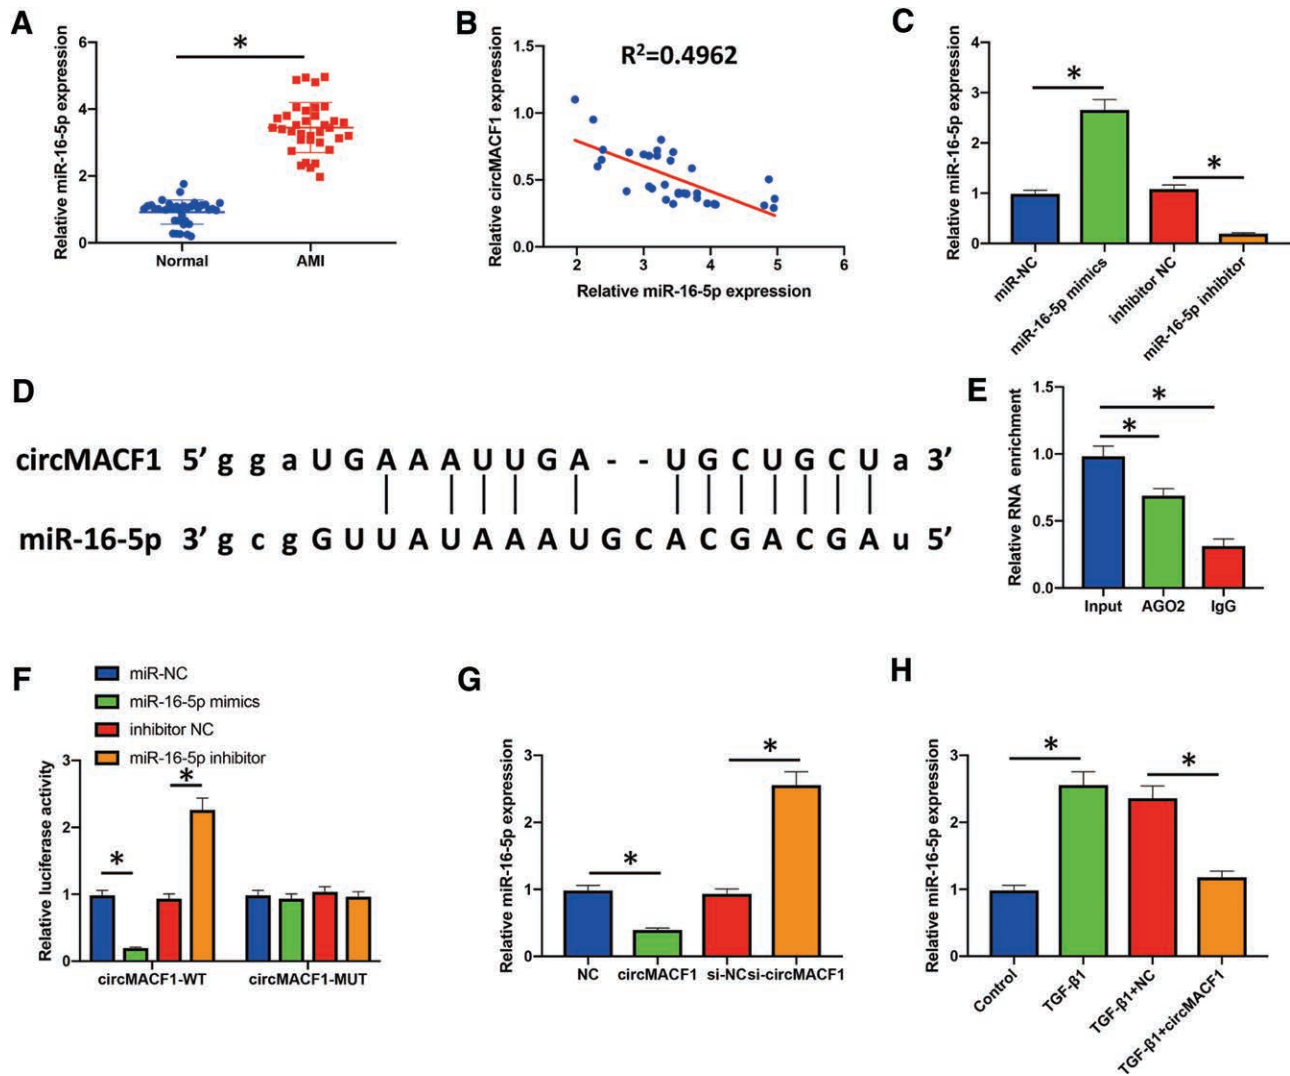 A
Relative miR-16-5p expression
6
4
2
0
*
Normal
AMI
B
Relative circMACF1 expression
1.5
1.0
0.5
0.0
R²=0.4962
2
3
4
5
6
Relative miR-16-5p expression
C
Relative miR-16-5p expression
4
3
2
1
0
*
*
miR-NC
miR-16-5p mimics
inhibitor NC
miR-16-5p inhibitor
D
circMACF1 5’ g g a U G A A A U U G A - - U G C U G C U a 3’
miR-16-5p 3’ g c g G U U A U A A A U G C A C G A C G A u 5’
E
Relative RNA enrichment
1.5
1.0
0.5
0.0
*
*
Input
AGO2
IgG
F
miR-NC
miR-16-5p mimics
inhibitor NC
miR-16-5p inhibitor
Relative luciferase activity
3
2
1
0
*
*
circMACF1-WT
circMACF1-MUT
G
Relative miR-16-5p expression
3
2
1
0
*
*
NC
circMACF1
si-NC
si-circMACF1
H
Relative miR-16-5p expression
3
2
1
0
*
*
Control
TGF-β1
TGF-β1+NC
TGF-β1+circMACF1